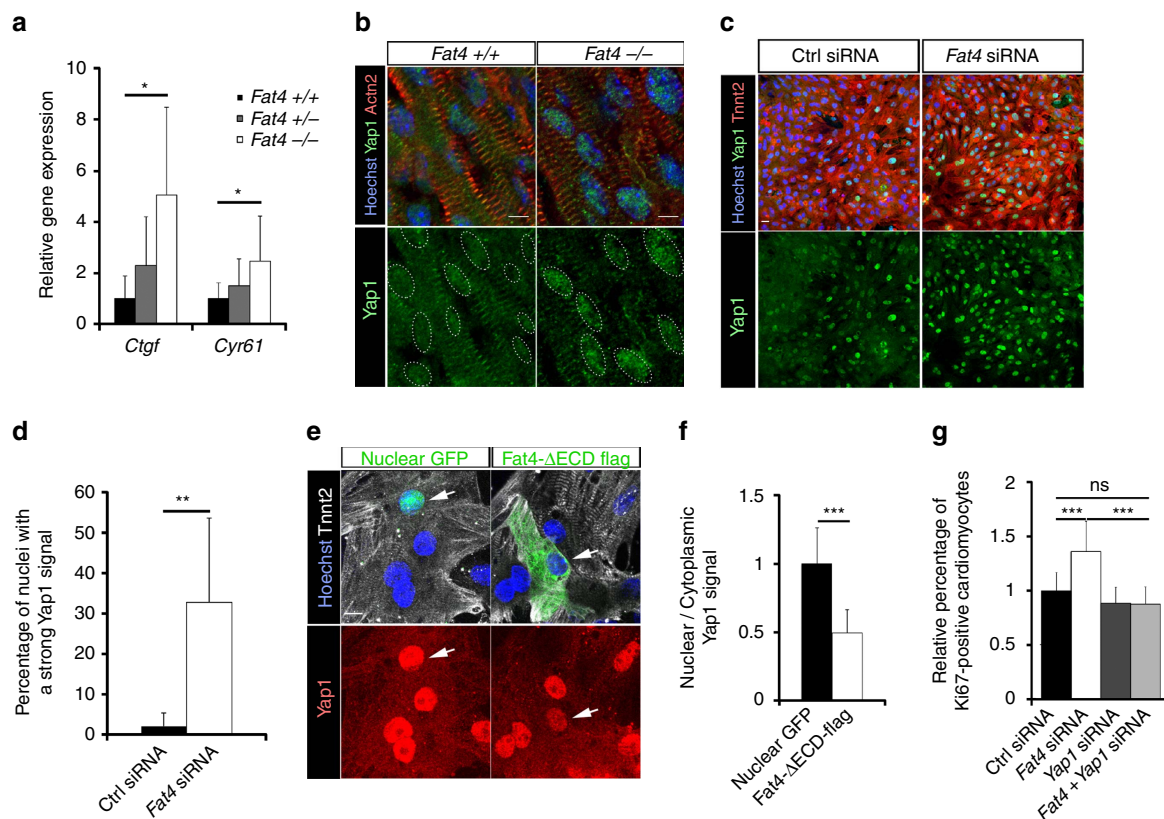 a
Relative gene expression
10
8
6
4
2
0
*
*
Fat4 +/+
Fat4 +/−
Fat4 −/−
Ctgf
Cyr61
b
Fat4 +/+
Fat4 −/−
Hoechst Yap1 Actn2
Yap1
c
Ctrl siRNA
Fat4 siRNA
Hoechst Yap1 Tnnt2
Yap1
d
Percentage of nuclei with
a strong Yap1 signal
60
50
40
30
20
10
0
**
Ctrl siRNA
Fat4 siRNA
e
Nuclear GFP
Fat4-ΔECD flag
Hoechst Tnnt2
Yap1
f
Nuclear / Cytoplasmic
Yap1 signal
1.5
1
0.5
0
***
Nuclear GFP
Fat4-ΔECD-flag
g
Relative percentage of
Ki67-positive cardiomyocytes
2
1.5
1
0.5
0
ns
***
***
Ctrl siRNA
Fat4 siRNA
Yap1 siRNA
Fat4 + Yap1 siRNA